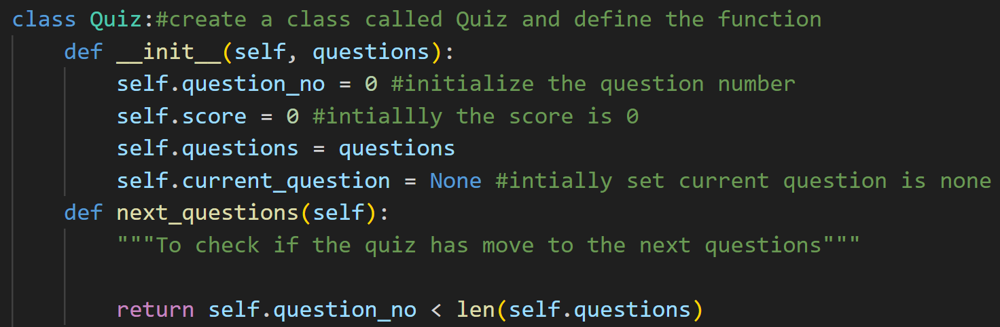 class Quiz:#create a class called Quiz and define the function
    def __init__(self, questions):
        self.question_no = 0 #initialize the question number
        self.score = 0 #intiallly the score is 0
        self.questions = questions
        self.current_question = None #intially set current question is none
    def next_questions(self):
        """To check if the quiz has move to the next questions"""
        return self.question_no < len(self.questions)